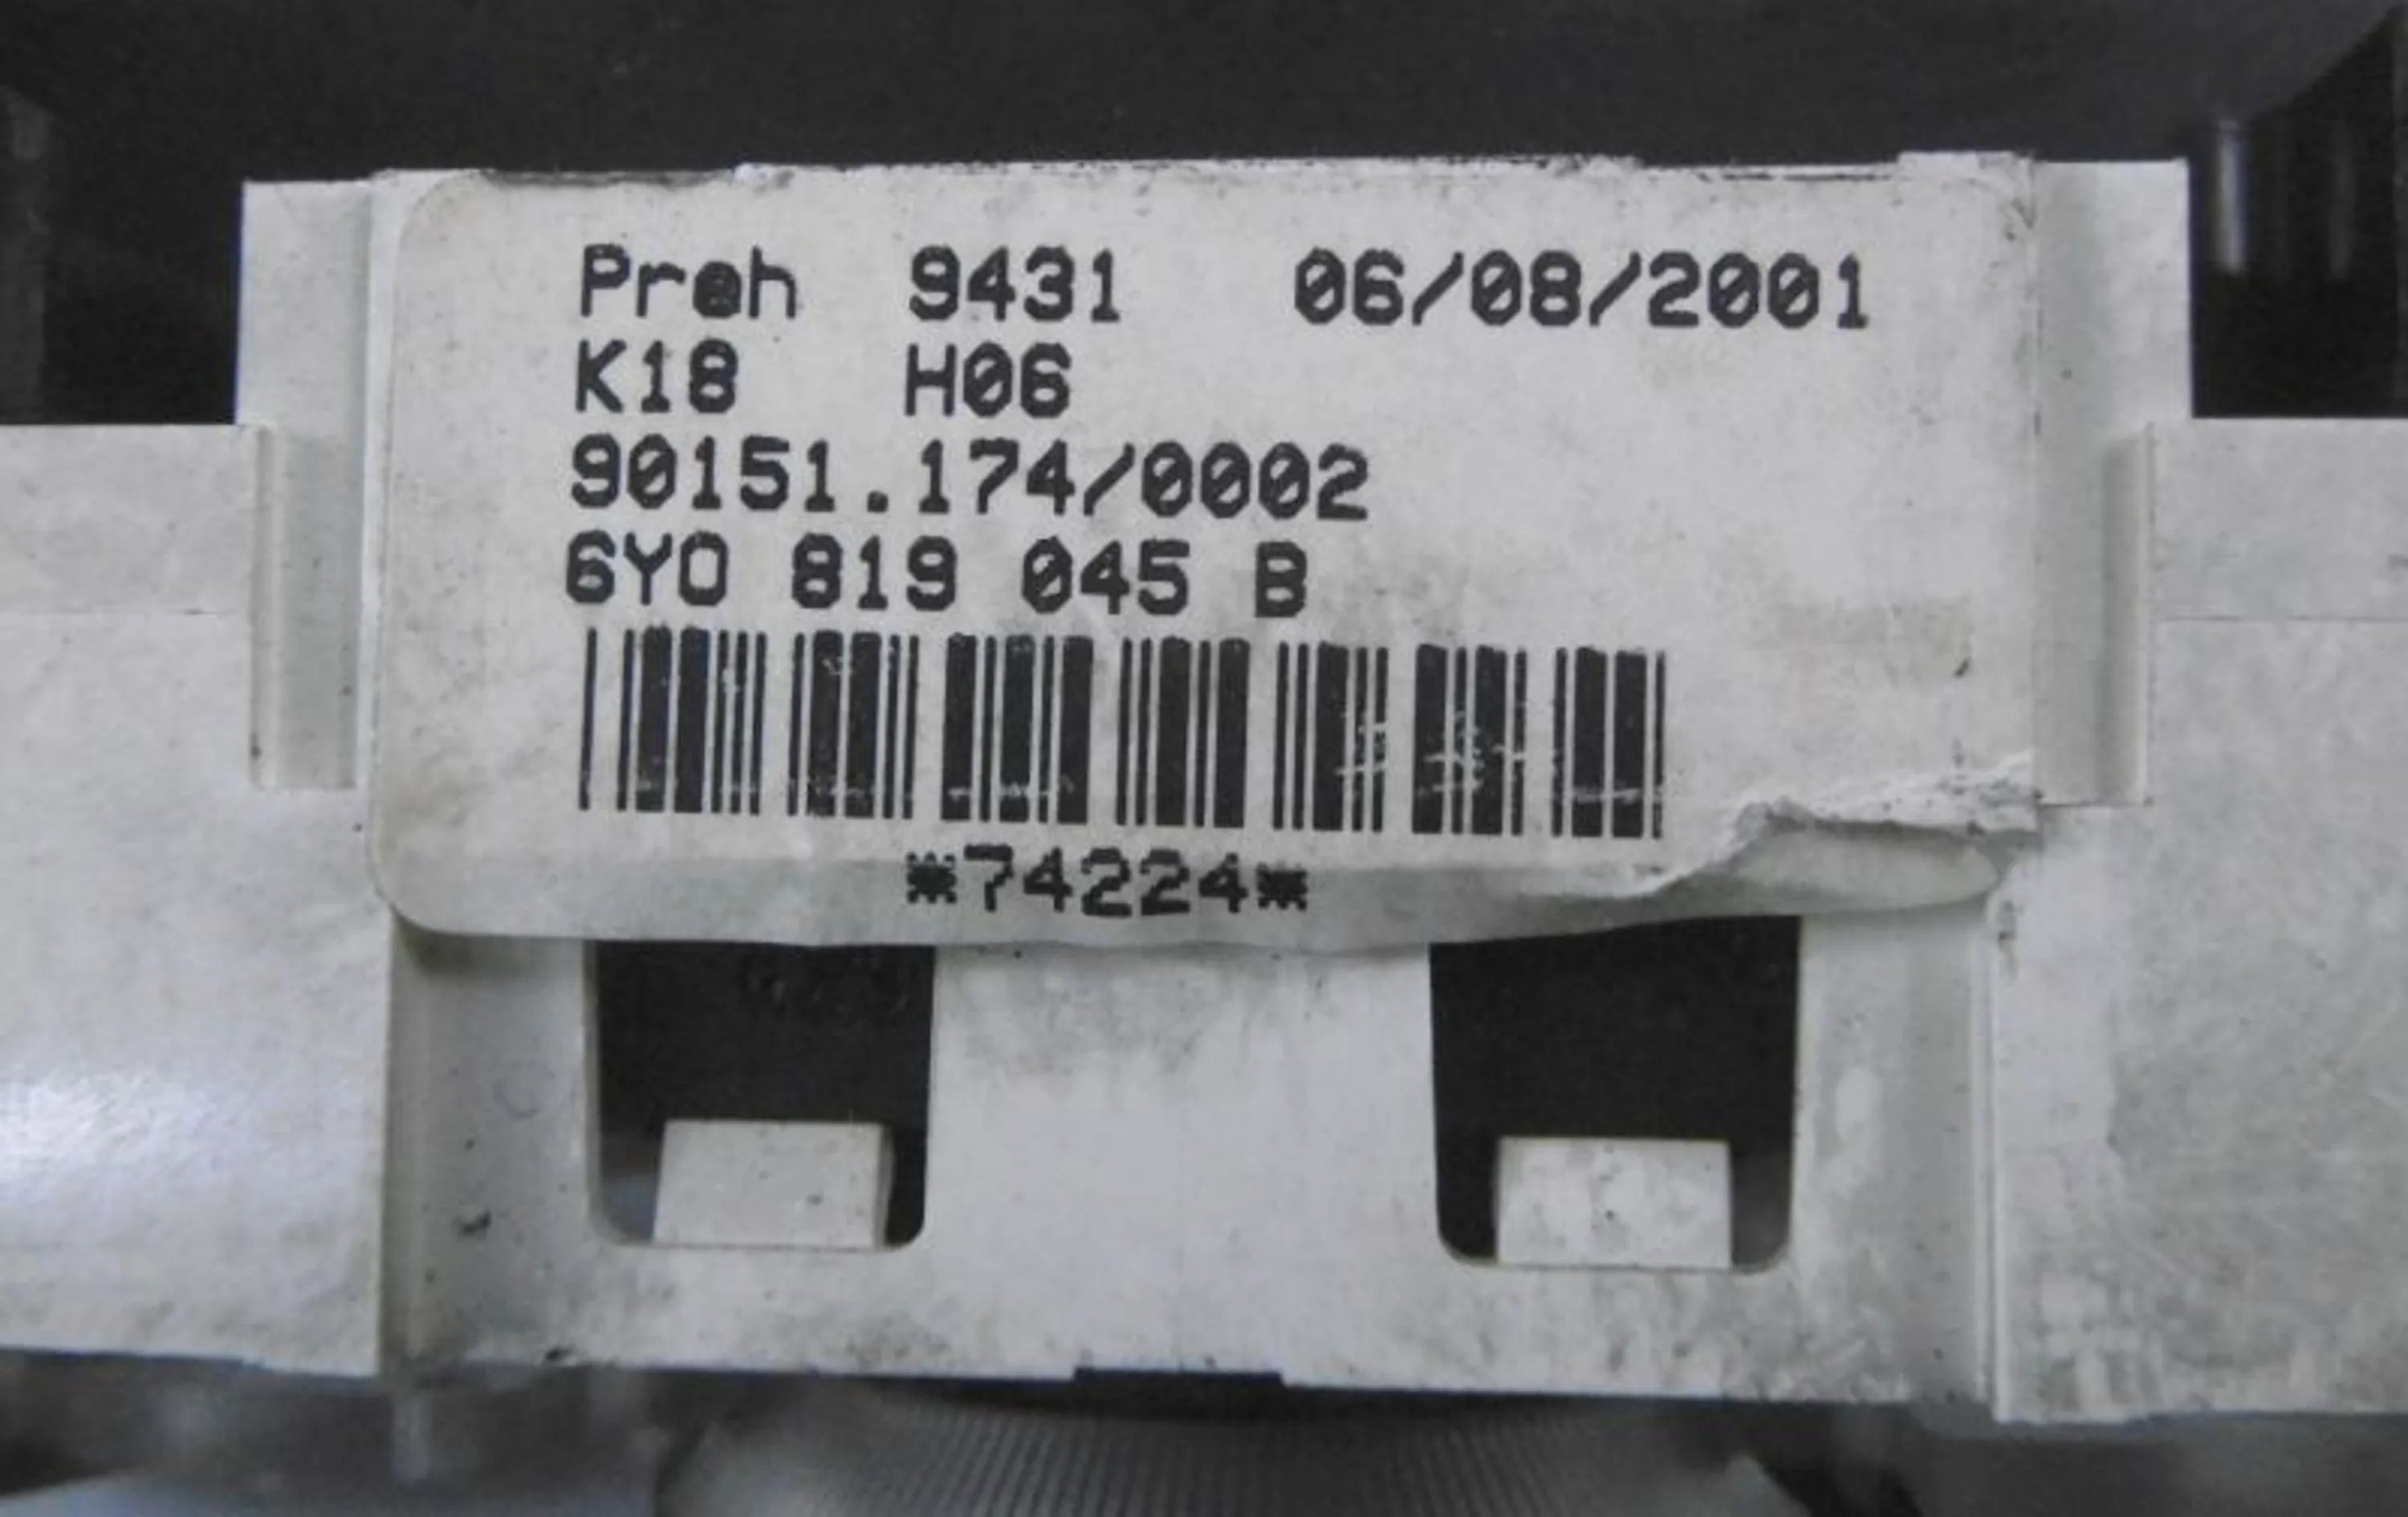 Preh 9431 06/08/2001
K18 H06
90151.174/0002
6Y0 819 045 B
*74224*